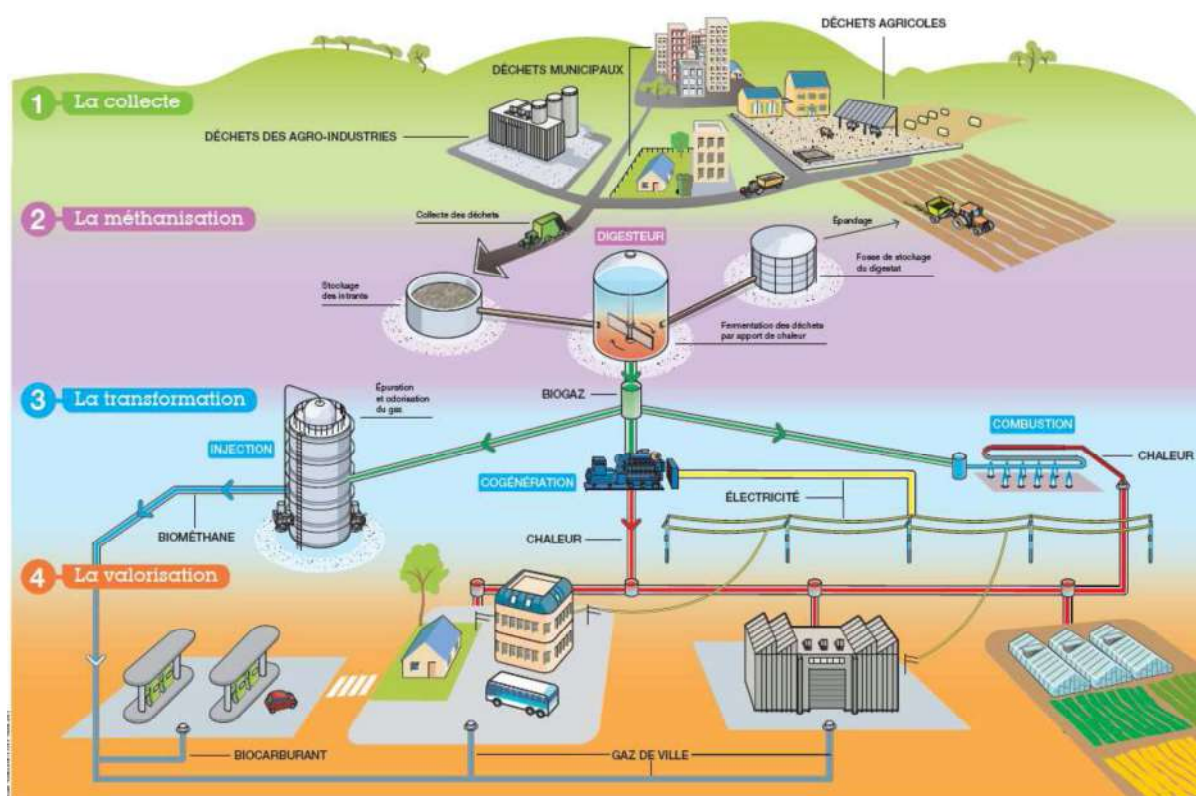 DÉCHETS AGRICOLES
DÉCHETS MUNICIPAUX
1 La collecte
DÉCHETS DES AGRO-INDUSTRIES
2 La méthanisation
Collecte des déchets
DIGESTEUR
Épandage
Fosse de stockage
du digestat
Stockage
des intrants
Fermentation des déchets
par apport de chaleur
3 La transformation
Épuration
et odorisation
du gas
BIOGAZ
INJECTION
COMBUSTION
CHALEUR
COGÉNÉRATION
ÉLECTRICITÉ
BIOMÉTHANE
CHALEUR
4 La valorisation
BIOCARBURANT
GAZ DE VILLE